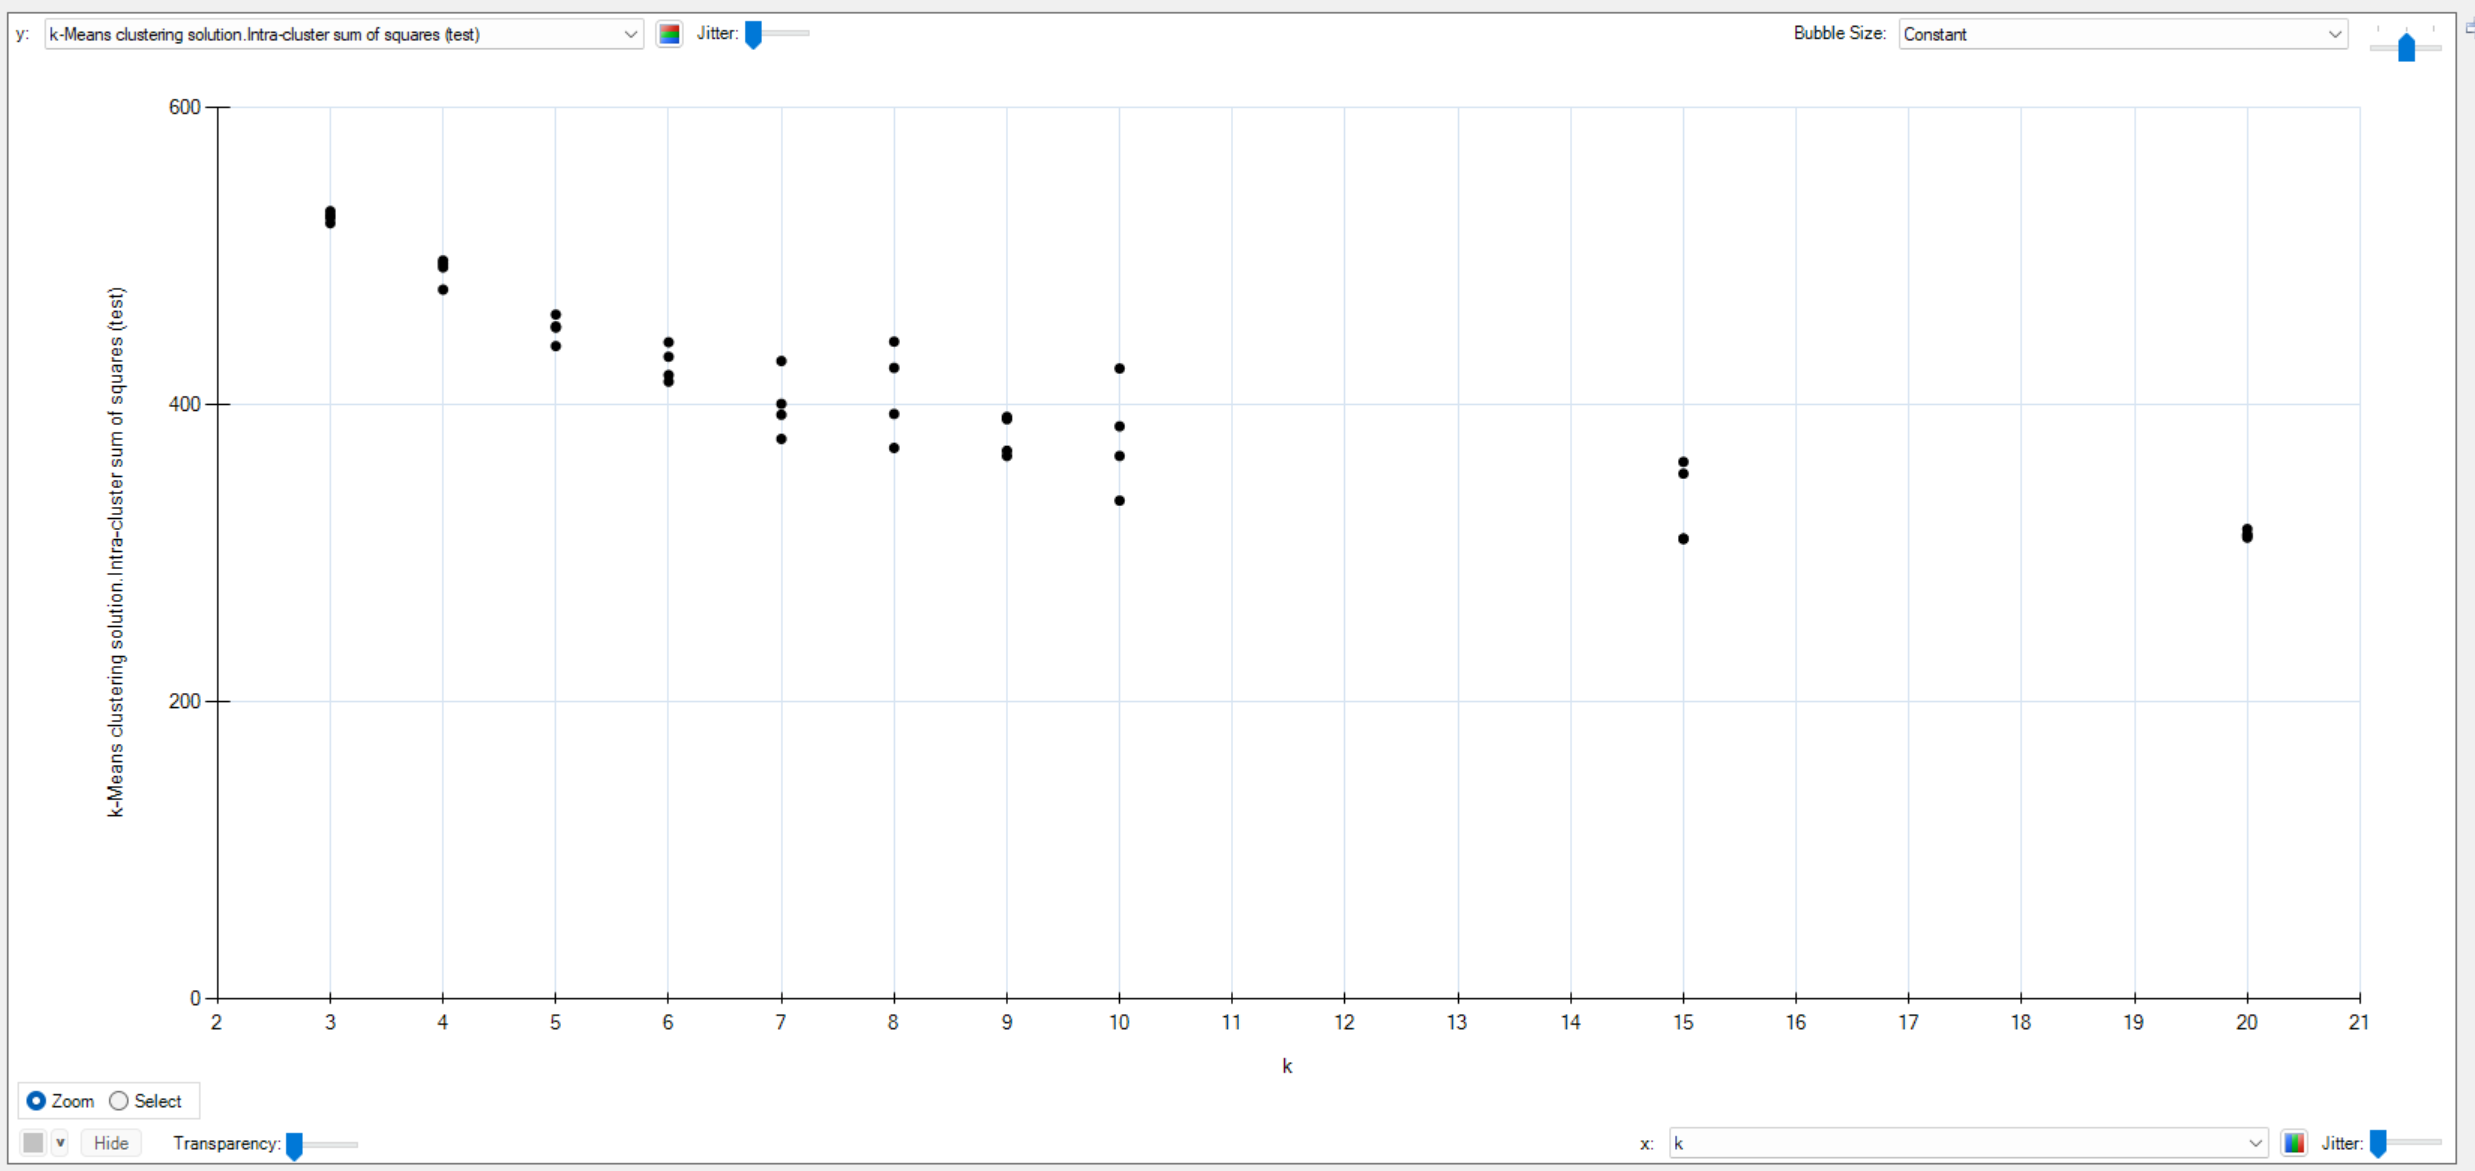 y: k-Means clustering solution.Intra-cluster sum of squares (test) Jitter: Bubble Size: Constant
600
400
200
0
k-Means clustering solution.Intra-cluster sum of squares (test)
2 3 4 5 6 7 8 9 10 11 12 13 14 15 16 17 18 19 20 21
k
Zoom Select
v Hide Transparency: x: k Jitter: